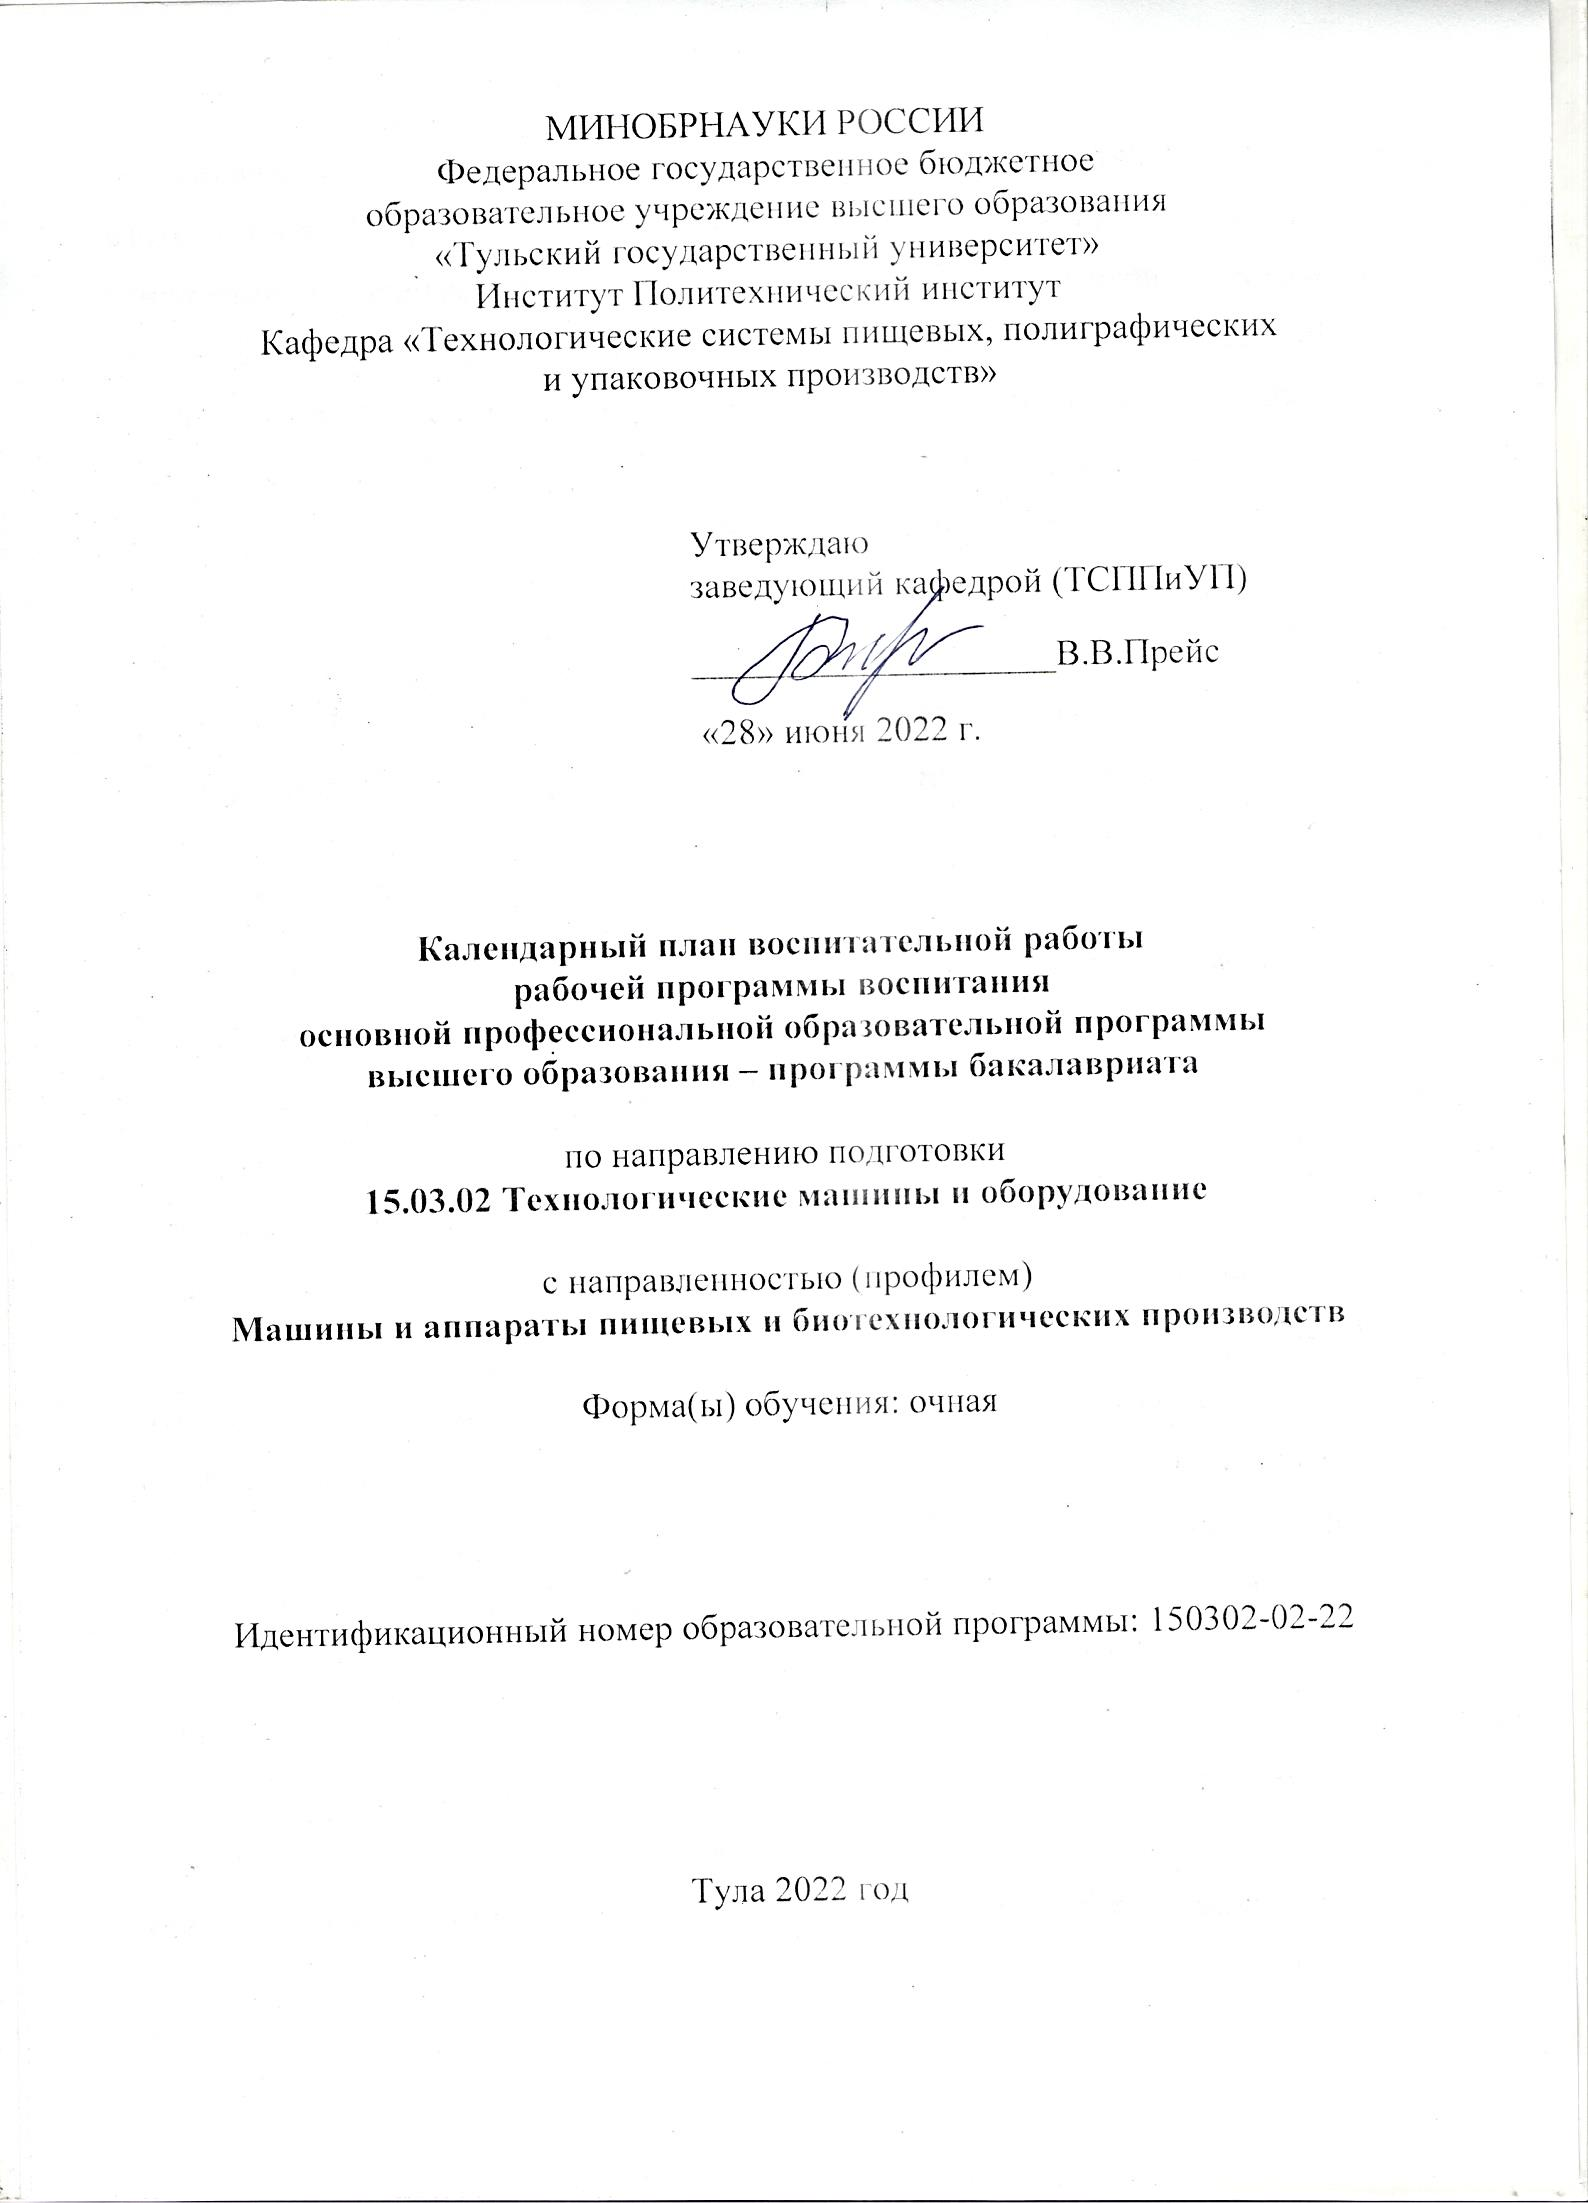 МИНОБРНАУКИ РОССИИ
Федеральное государственное бюджетное
образовательное учреждение высшего образования
«Тульский государственный университет»
Институт Политехнический институт
Кафедра «Технологические системы пищевых, полиграфических
и упаковочных производств»
Утверждаю
заведующий кафедрой (ТСППиУП)
В.В.Прейс
«28» июня 2022 г.
Календарный план воспитательной работы
рабочей программы воспитания
основной профессиональной образовательной программы
высшего образования – программы бакалавриата
по направлению подготовки
15.03.02 Технологические машины и оборудование
с направленностью (профилем)
Машины и аппараты пищевых и биотехнологических производств
Форма(ы) обучения: очная
Идентификационный номер образовательной программы: 150302-02-22
Тула 2022 год